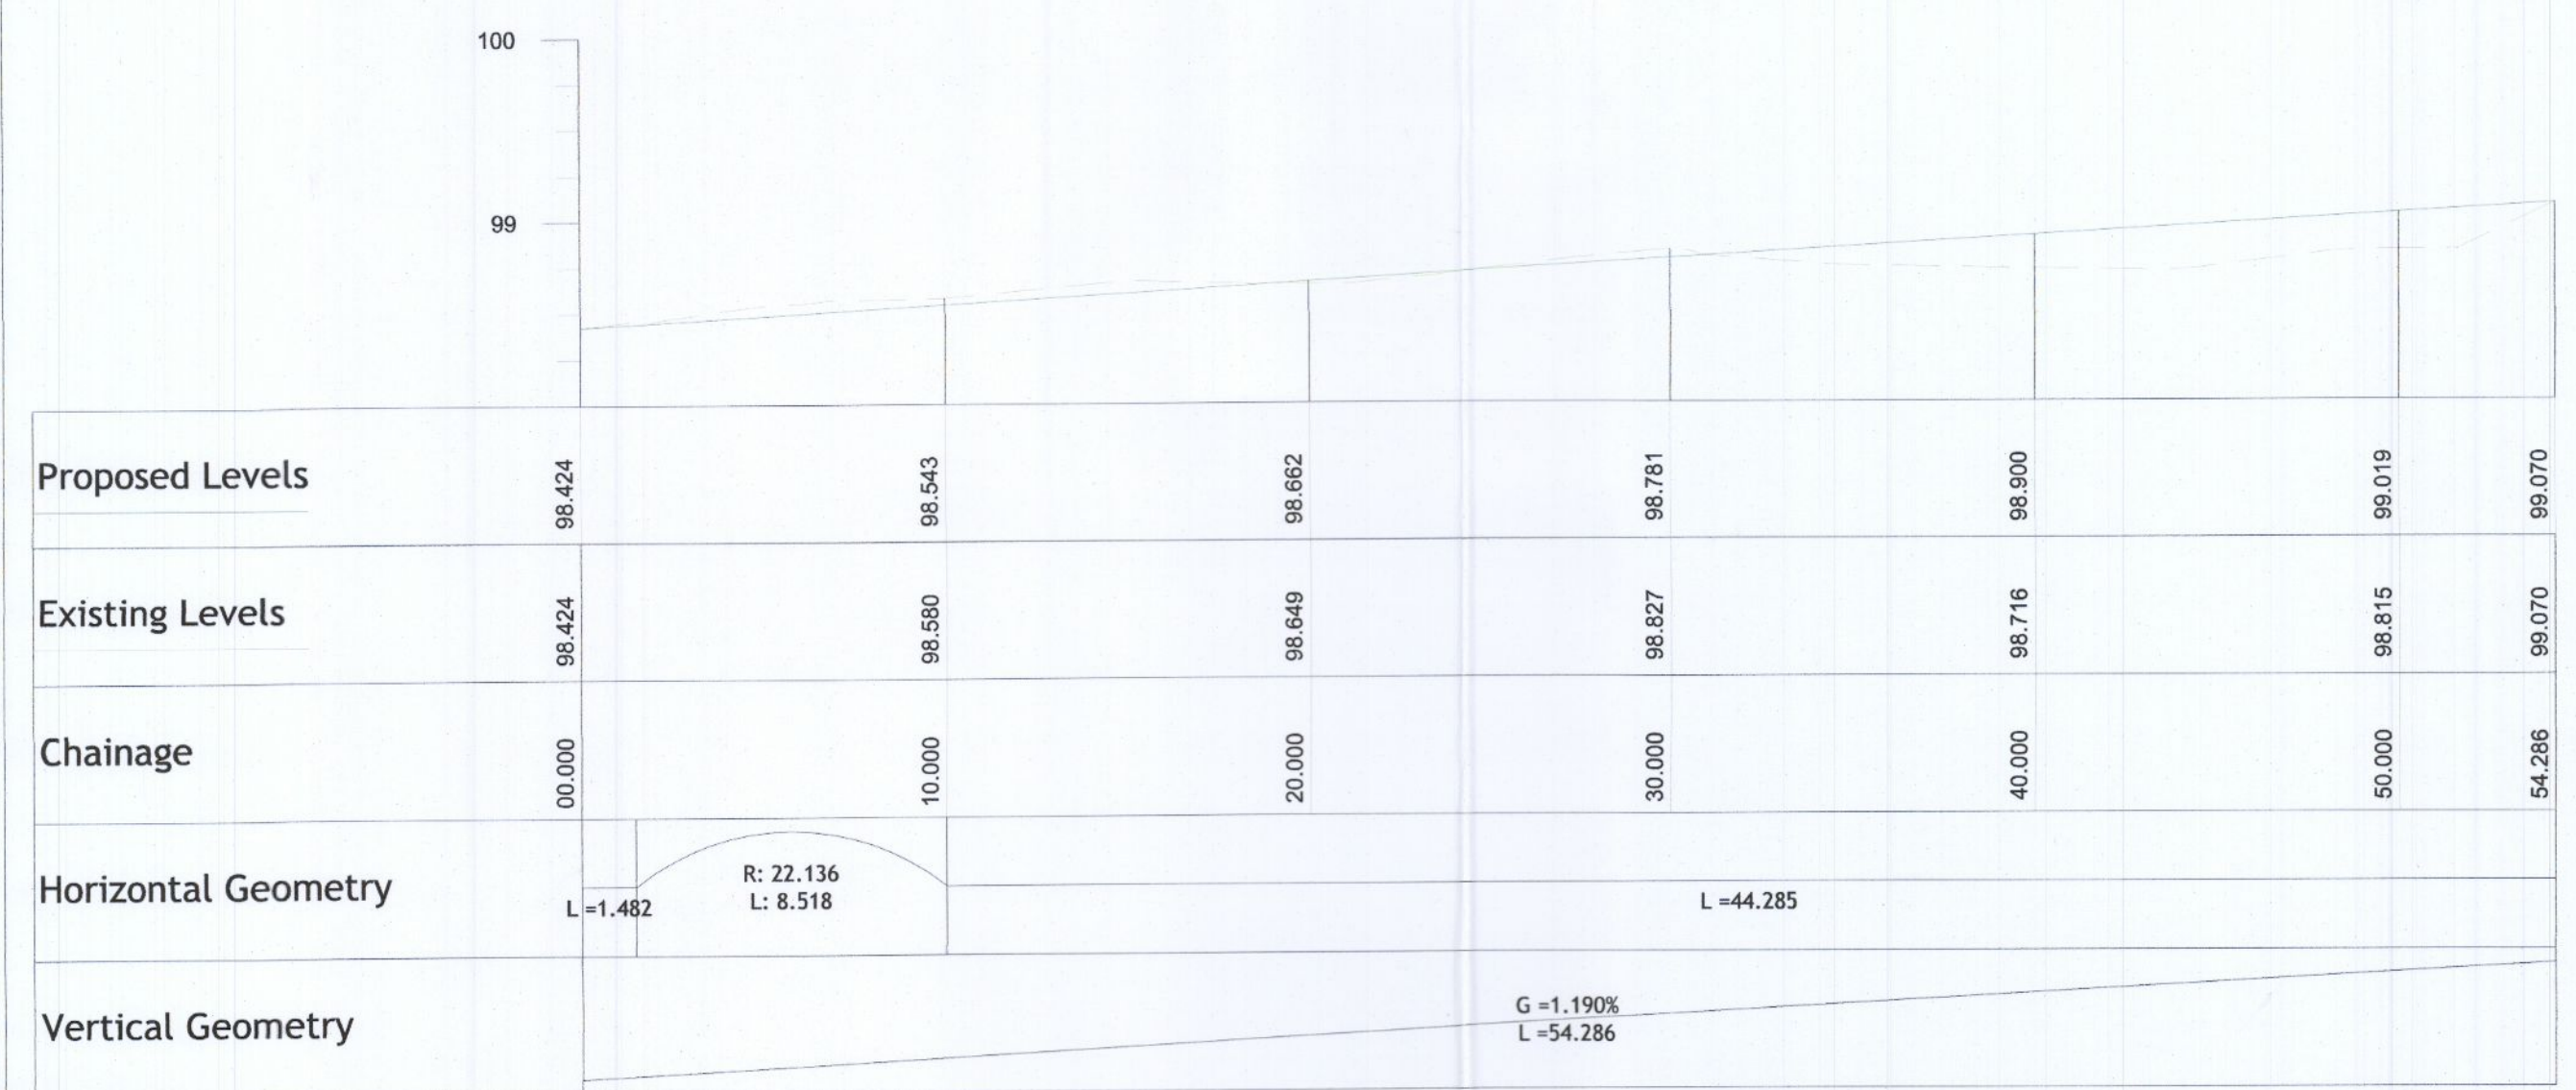 100
99
Proposed Levels 98.424 98.543 98.662 98.781 98.900 99.019 99.070
Existing Levels 98.424 98.580 98.649 98.827 98.716 98.815 99.070
Chainage 00.000 10.000 20.000 30.000 40.000 50.000 54.286
Horizontal Geometry
L =1.482
R: 22.136
L: 8.518
L =44.285
Vertical Geometry
G =1.190%
L =54.286